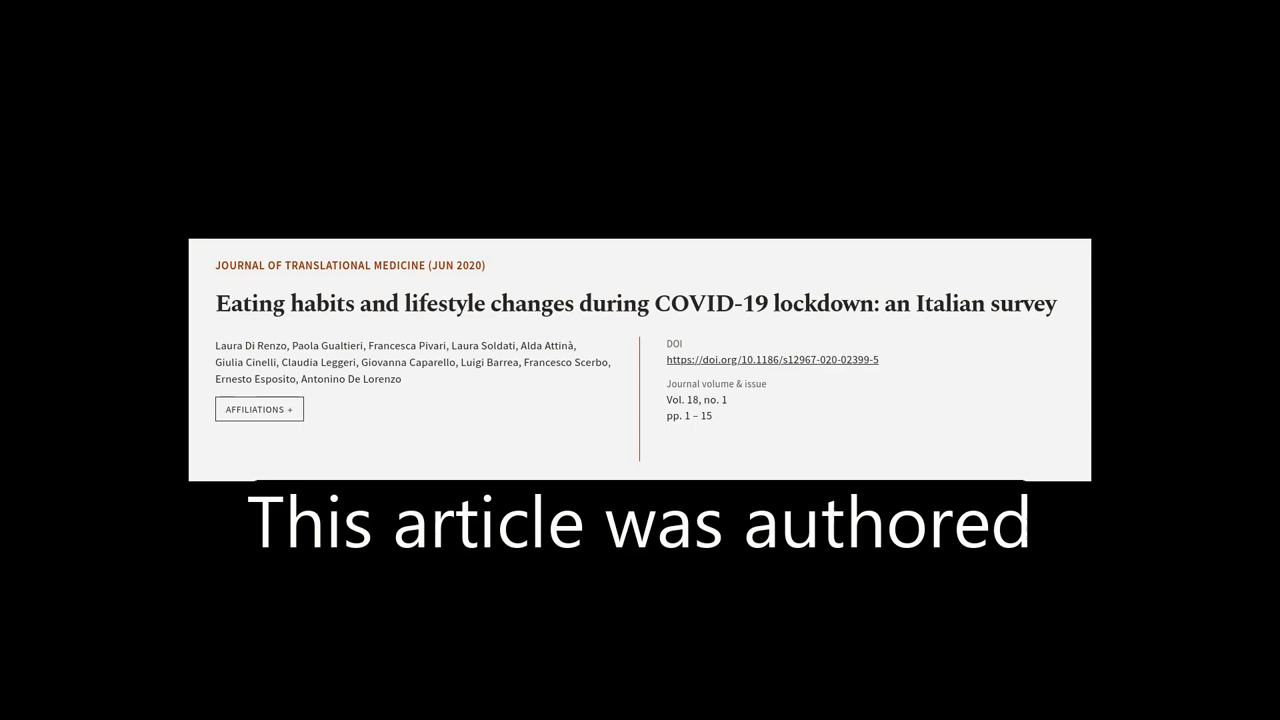 JOURNAL OF TRANSLATIONAL MEDICINE (JUN 2020)
Eating habits and lifestyle changes during COVID-19 lockdown: an Italian survey
Laura Di Renzo, Paola Gualtieri, Francesca Pivari, Laura Soldati, Alda Attinà,
Giulia Cinelli, Claudia Leggeri, Giovanna Caparello, Luigi Barrea, Francesco Scerbo,
Ernesto Esposito, Antonino De Lorenzo
AFFILIATIONS +
DOI
https://doi.org/10.1186/s12967-020-02399-5
Journal volume & issue
Vol. 18, no. 1
pp. 1 – 15
This article was authored